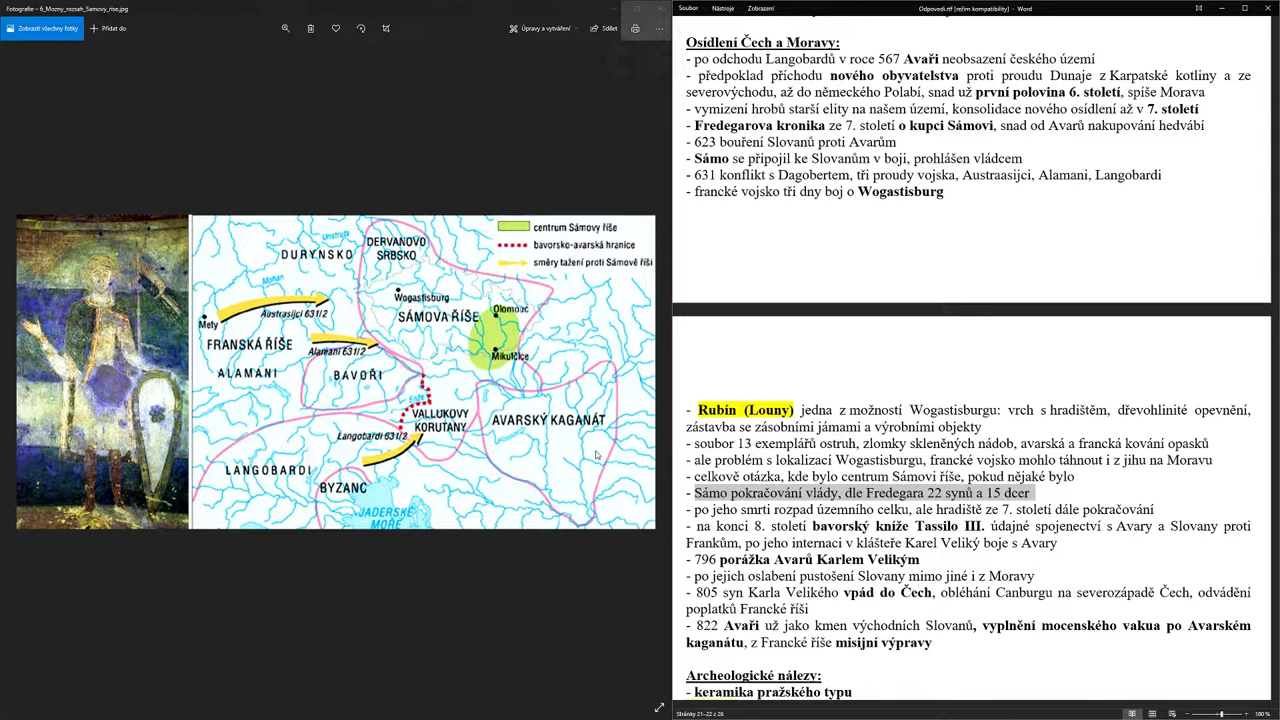 Fotografie – 6_Mozny_rozsah_Samovy_rise.jpg
Zobrazit všechny fotky
Přidat do
Úpravy a vytváření
Sdílet
DERVANOVO
SRBSKO
Unstruta
DURYNSKO
Mohan
Wogastisburg
Mety
Austrasijci 631/2
SÁMOVA ŘÍŠE
Olomouc
FRANSKÁ ŘÍŠE
Alamani 631/2
Mikulčice
ALAMANI
BAVOŘI
Enže
VALLUKOVY
KORUTANY
AVARSKÝ KAGANÁT
Langobardi 631/2
LANGOBARDI
BYZANC
JADERSKÉ
MOŘE
centrum Sámovy říše
bavorsko-avarská hranice
směry tažení proti Sámově říši
Soubor Nástroje Zobrazení
Odpovedi.rtf [režim kompatibility] – Word
Osídlení Čech a Moravy:
- po odchodu Langobardů v roce 567 Avaři neobsazení českého území
- předpoklad příchodu nového obyvatelstva proti proudu Dunaje z Karpatské kotliny a ze
severovýchodu, až do německého Polabí, snad už první polovina 6. století, spíše Morava
- vymizení hrobů starší elity na našem území, konsolidace nového osídlení až v 7. století
- Fredegarova kronika ze 7. století o kupci Sámovi, snad od Avarů nakupování hedvábí
- 623 bouření Slovanů proti Avarům
- Sámo se připojil ke Slovanům v boji, prohlášen vládcem
- 631 konflikt s Dagobertem, tři proudy vojska, Austraasijci, Alamani, Langobardi
- francké vojsko tři dny boj o Wogastisburg
- Rubín (Louny) jedna z možností Wogastisburgu: vrch s hradištěm, dřevohlinité opevnění,
zástavba se zásobními jámami a výrobními objekty
- soubor 13 exemplářů ostruh, zlomky skleněných nádob, avarská a francká kování opasků
- ale problém s lokalizací Wogastisburgu, francké vojsko mohlo táhnout i z jihu na Moravu
- celkově otázka, kde bylo centrum Sámovi říše, pokud nějaké bylo
- Sámo pokračování vlády, dle Fredegara 22 synů a 15 dcer
- po jeho smrti rozpad územního celku, ale hradiště ze 7. století dále pokračování
- na konci 8. století bavorský kníže Tassilo III. údajné spojenectví s Avary a Slovany proti
Frankům, po jeho internaci v klášteře Karel Veliký boje s Avary
- 796 porážka Avarů Karlem Velikým
- po jejich oslabení pustošení Slovany mimo jiné i z Moravy
- 805 syn Karla Velikého vpád do Čech, obléhání Canburgu na severozápadě Čech, odvádění
poplatků Francké říši
- 822 Avaři už jako kmen východních Slovanů, vyplnění mocenského vakua po Avarském
kaganátu, z Francké říše misijní výpravy
Archeologické nálezy:
- keramika pražského typu
Stránky 21–22 z 26
180 %